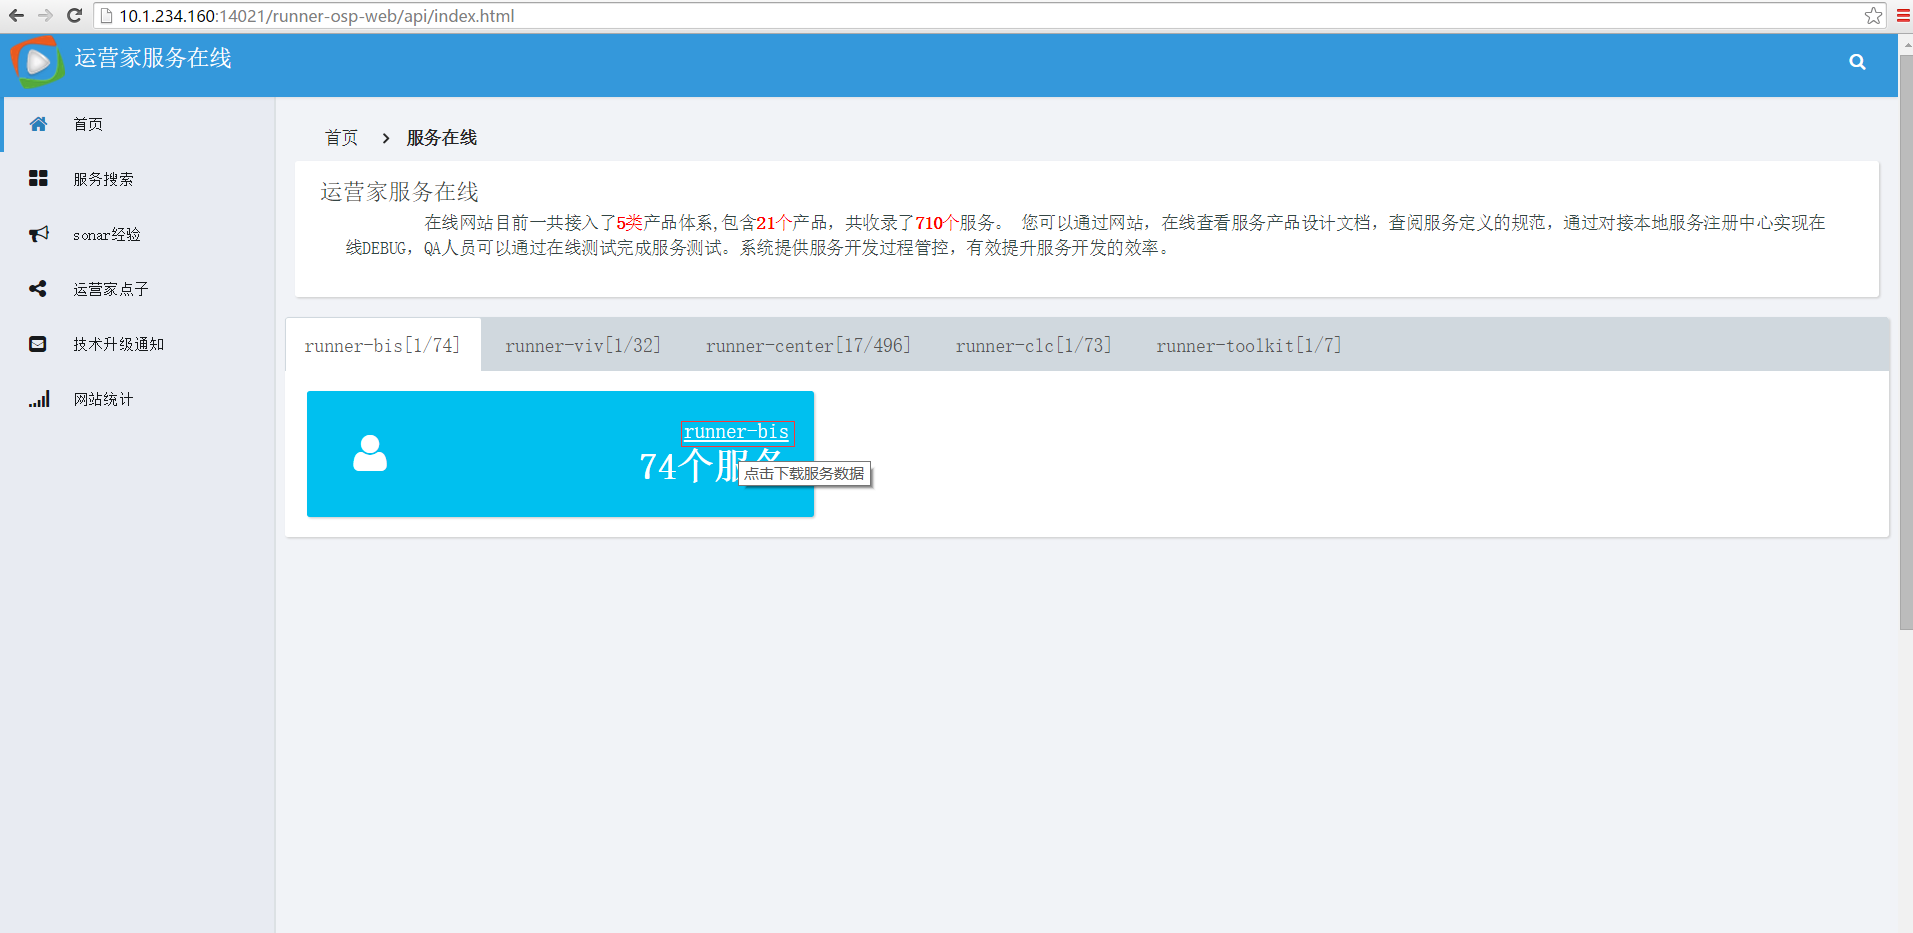 10.1.234.160:14021/runner-osp-web/api/index.html
运营家服务在线
首页
服务搜索
sonar经验
运营家点子
技术升级通知
网站统计
首页 > 服务在线
运营家服务在线
在线网站目前一共接入了5类产品体系,包含21个产品，共收录了710个服务。 您可以通过网站，在线查看服务产品设计文档，查阅服务定义的规范，通过对接本地服务注册中心实现在
线DEBUG，QA人员可以通过在线测试完成服务测试。系统提供服务开发过程管控，有效提升服务开发的效率。
runner-bis[1/74] runner-viv[1/32] runner-center[17/496] runner-clc[1/73] runner-toolkit[1/7]
runner-bis
74个服务
点击下载服务数据